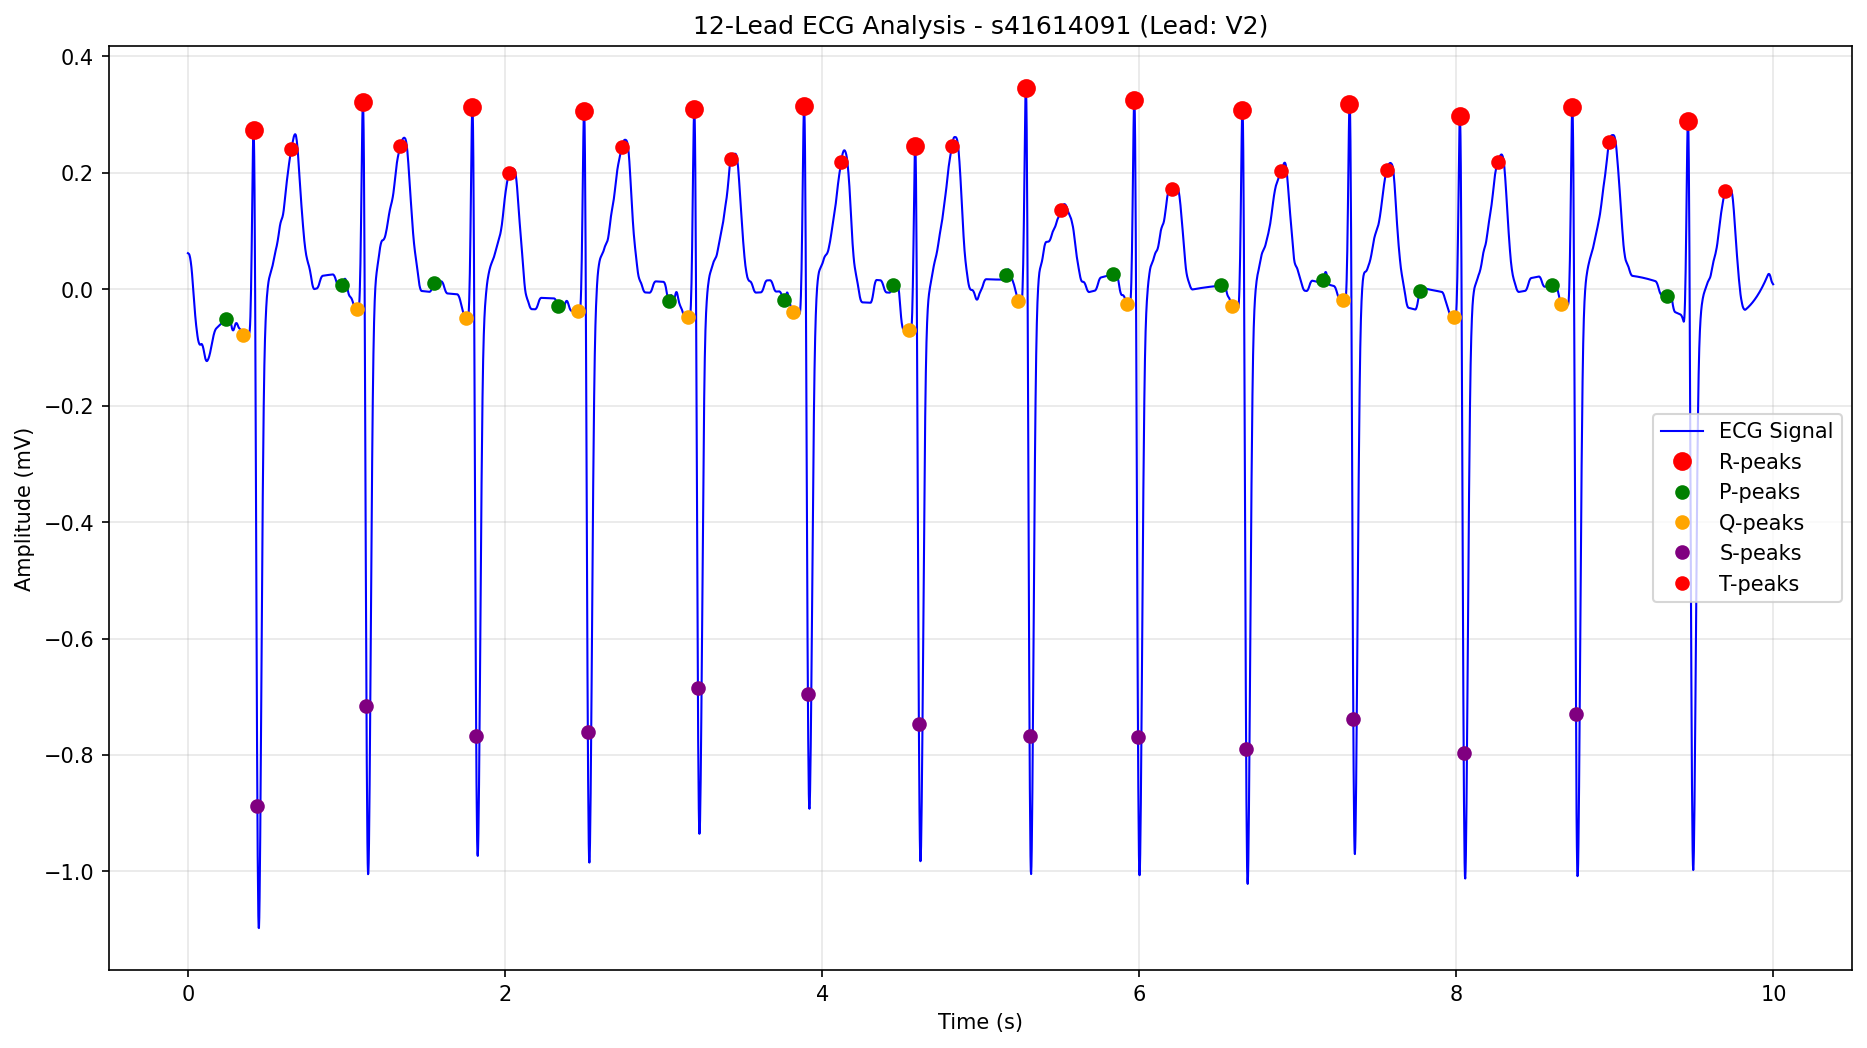 12-Lead ECG Analysis - s41614091 (Lead: V2)
0.4
0.2
0.0
−0.2
−0.4
−0.6
−0.8
−1.0
Amplitude (mV)
ECG Signal
R-peaks
P-peaks
Q-peaks
S-peaks
T-peaks
0 2 4 6 8 10
Time (s)